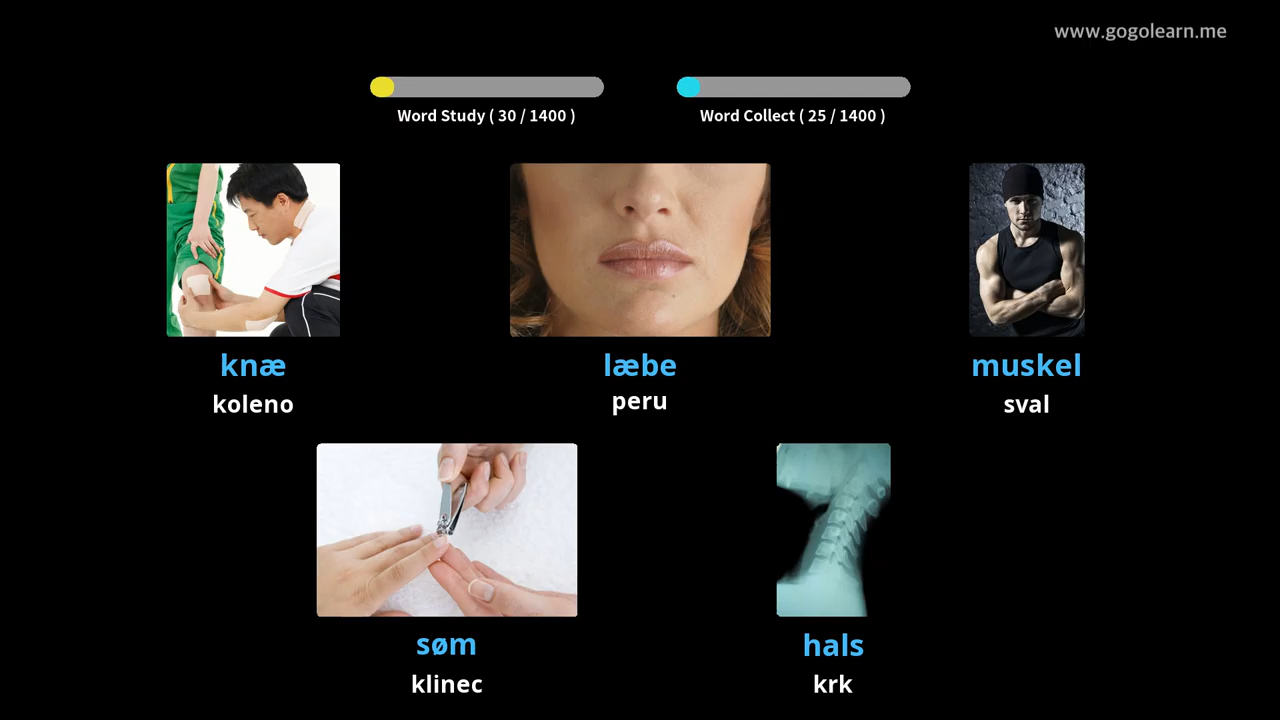 www.gogolearn.me
Word Study ( 30 / 1400 )
Word Collect ( 25 / 1400 )
knæ
læbe
muskel
koleno
peru
sval
søm
hals
klinec
krk